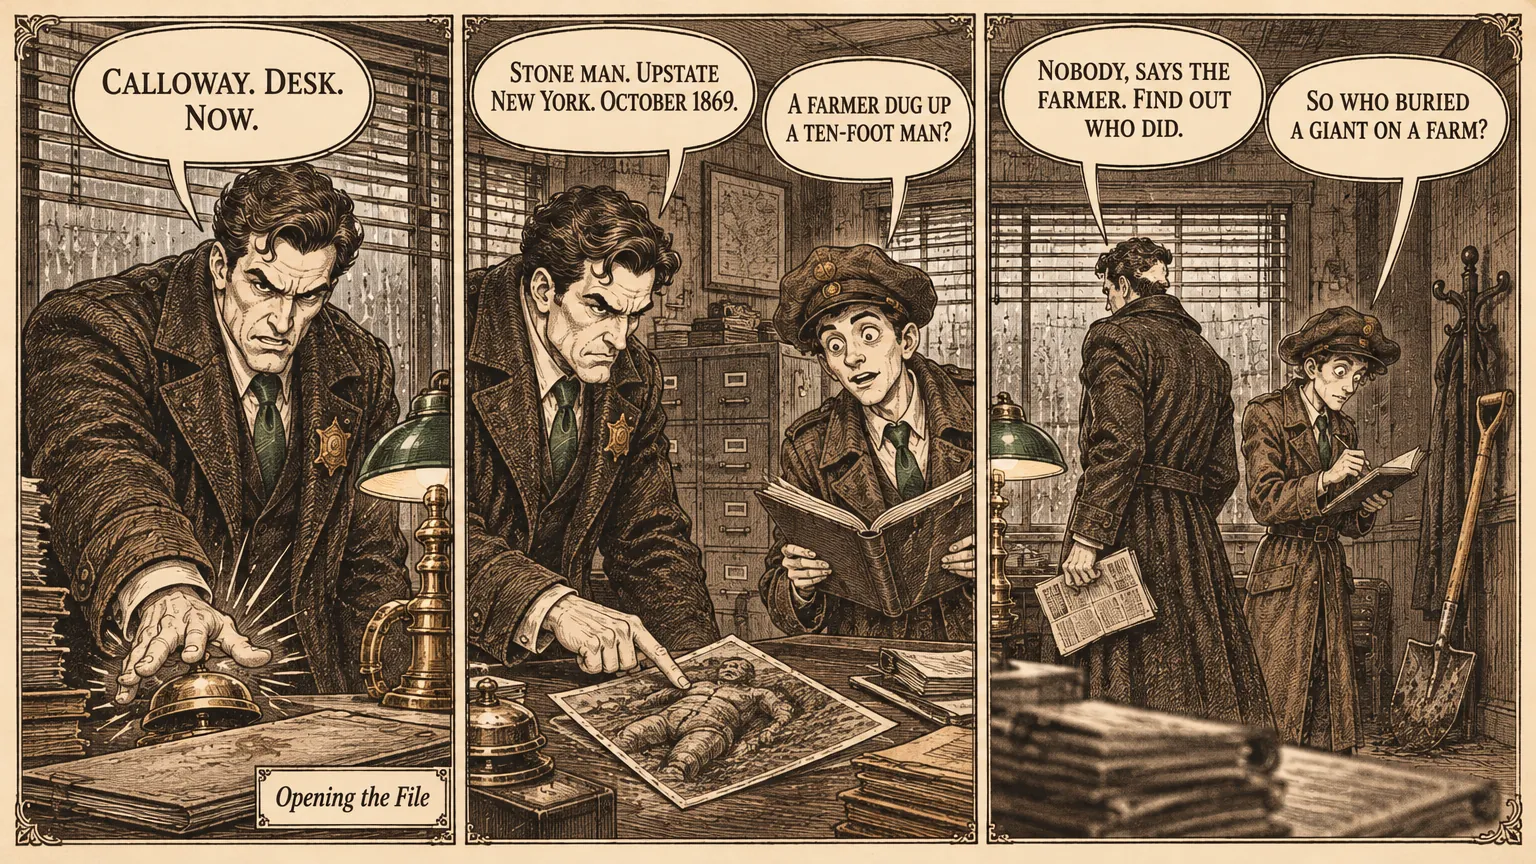 CALLOWAY. DESK.
NOW.
Opening the File
STONE MAN. UPSTATE
NEW YORK. OCTOBER 1869.
A FARMER DUG UP
A TEN-FOOT MAN?
NOBODY, SAYS THE
FARMER. FIND OUT
WHO DID.
SO WHO BURIED
A GIANT ON A FARM?